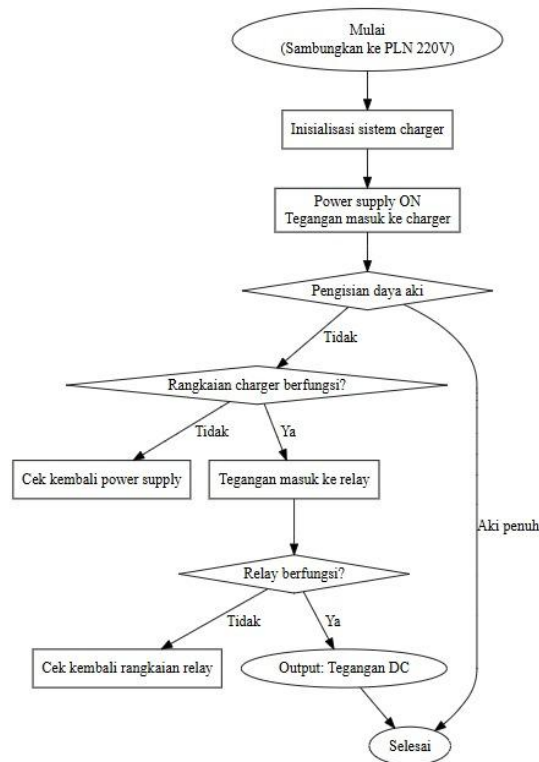 Mulai
(Sambungkan ke PLN 220V)
Inisialisasi sistem charger
Power supply ON
Tegangan masuk ke charger
Pengisian daya aki
Tidak
Rangkaian charger berfungsi?
Tidak
Ya
Cek kembali power supply
Tegangan masuk ke relay
Aki penuh
Relay berfungsi?
Tidak
Ya
Cek kembali rangkaian relay
Output: Tegangan DC
Selesai